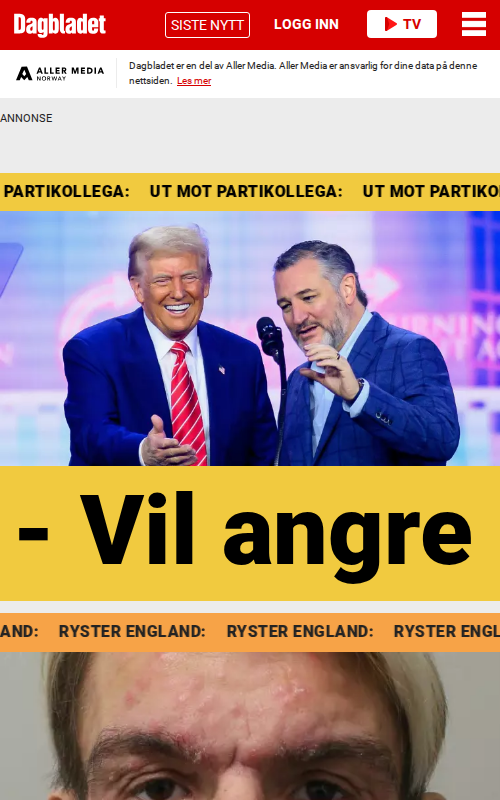 Dagbladet
SISTE NYTT
LOGG INN
TV
ALLER MEDIA
NORWAY
Dagbladet er en del av Aller Media. Aller Media er ansvarlig for dine data på denne
nettsiden. Les mer
ANNONSE
PARTIKOLLEGA: UT MOT PARTIKOLLEGA: UT MOT PARTIKO
- Vil angre
AND: RYSTER ENGLAND: RYSTER ENGLAND: RYSTER ENGL